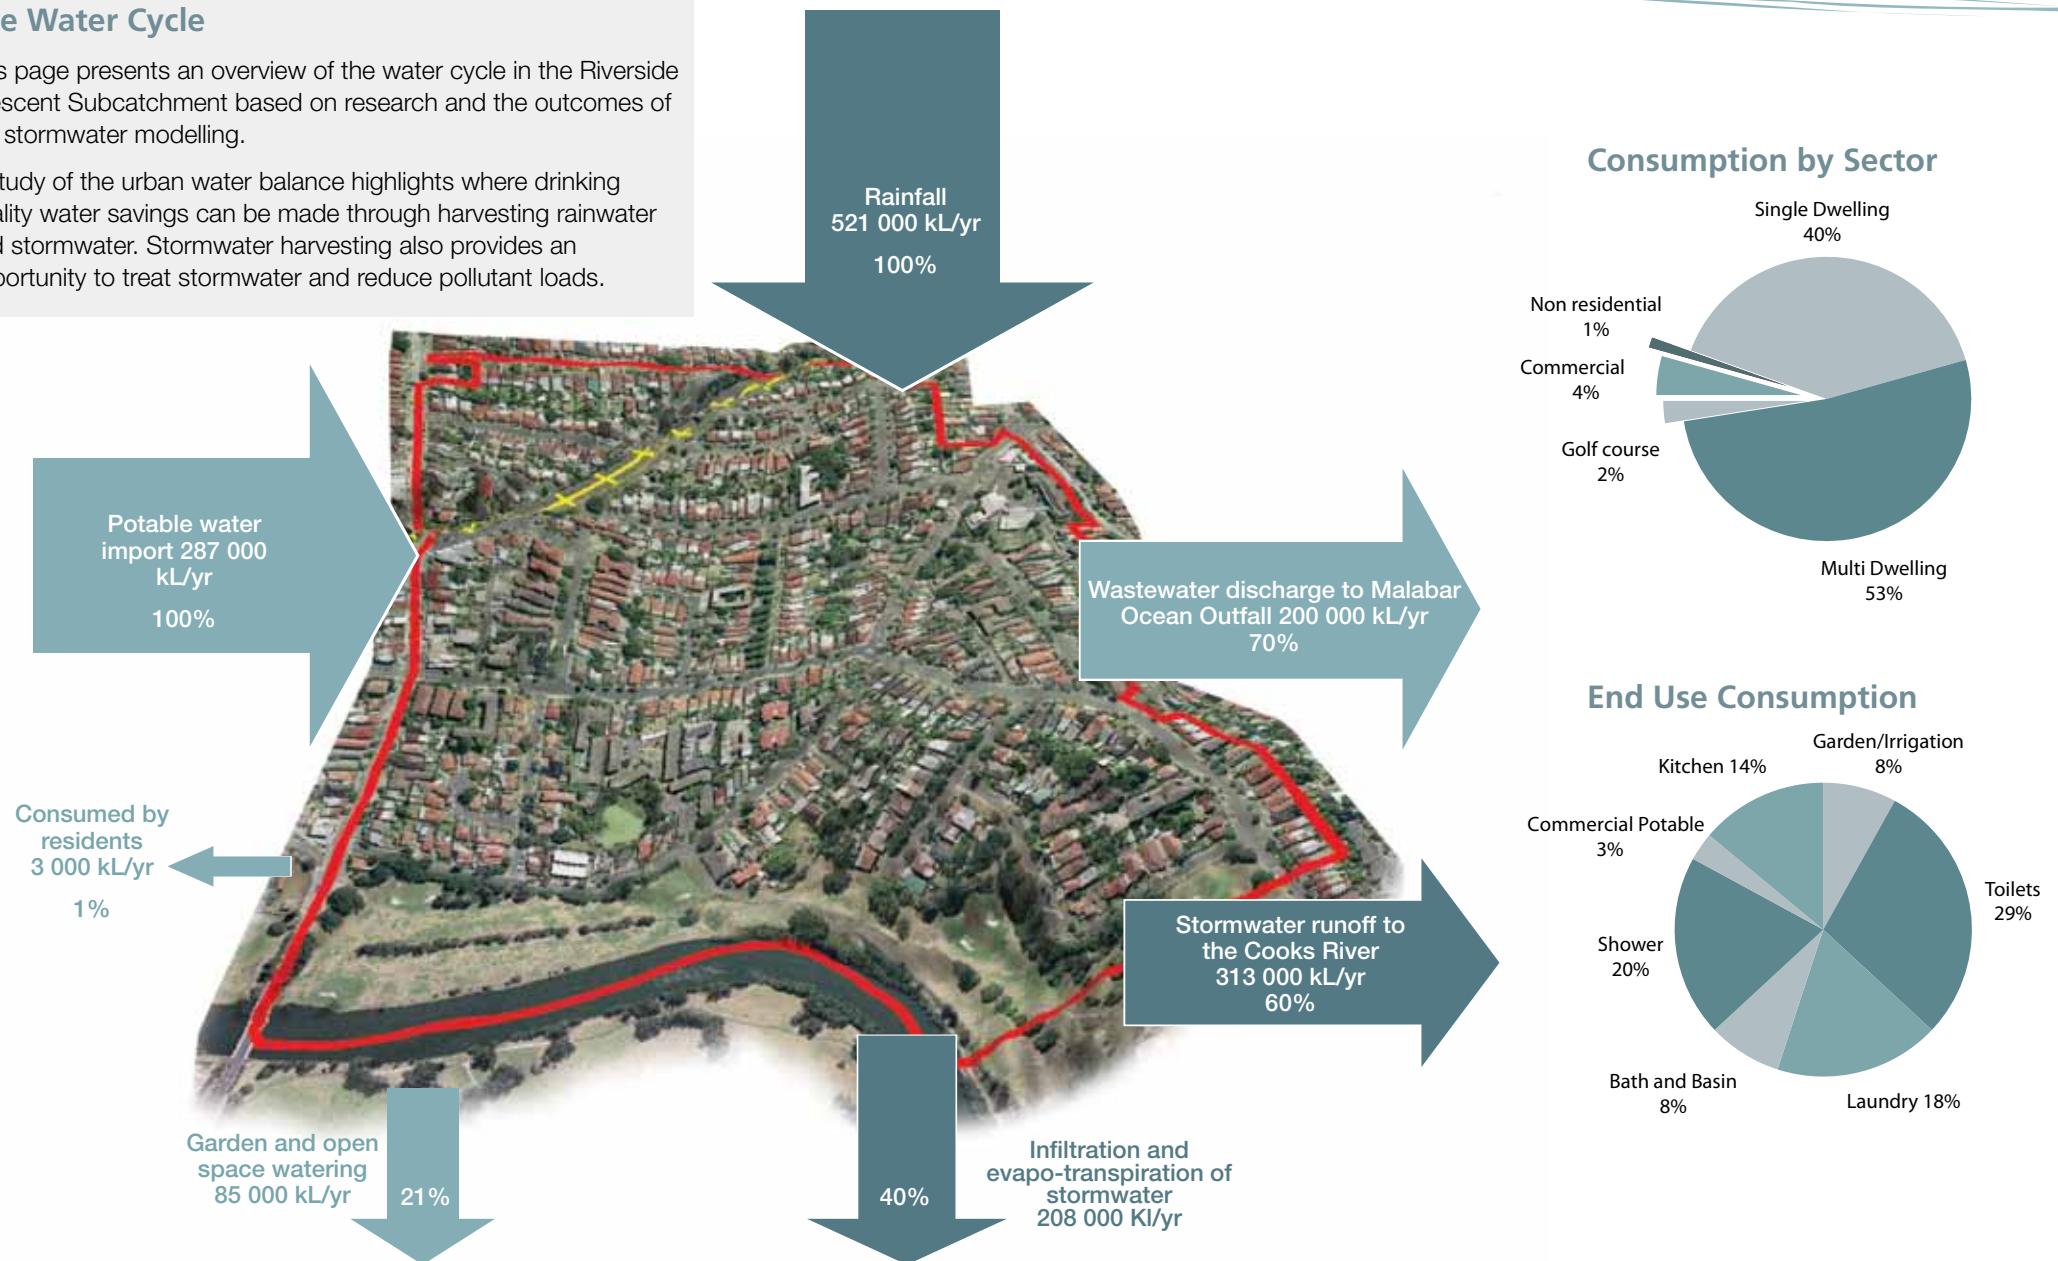 e Water Cycle
s page presents an overview of the water cycle in the Riverside
escent Subcatchment based on research and the outcomes of
stormwater modelling.
tudy of the urban water balance highlights where drinking
ality water savings can be made through harvesting rainwater
d stormwater. Stormwater harvesting also provides an
portunity to treat stormwater and reduce pollutant loads.
Rainfall
521 000 kL/yr
100%
Potable water
import 287 000
kL/yr
100%
Wastewater discharge to Malabar
Ocean Outfall 200 000 kL/yr
70%
Consumed by
residents
3 000 kL/yr
1%
Stormwater runoff to
the Cooks River
313 000 kL/yr
60%
Garden and open
space watering
85 000 kL/yr
21%
40%
Infiltration and
evapo-transpiration of
stormwater
208 000 Kl/yr
Consumption by Sector
Single Dwelling
40%
Non residential
1%
Commercial
4%
Golf course
2%
Multi Dwelling
53%
End Use Consumption
Garden/Irrigation
8%
Kitchen 14%
Commercial Potable
3%
Toilets
29%
Shower
20%
Bath and Basin
8%
Laundry 18%